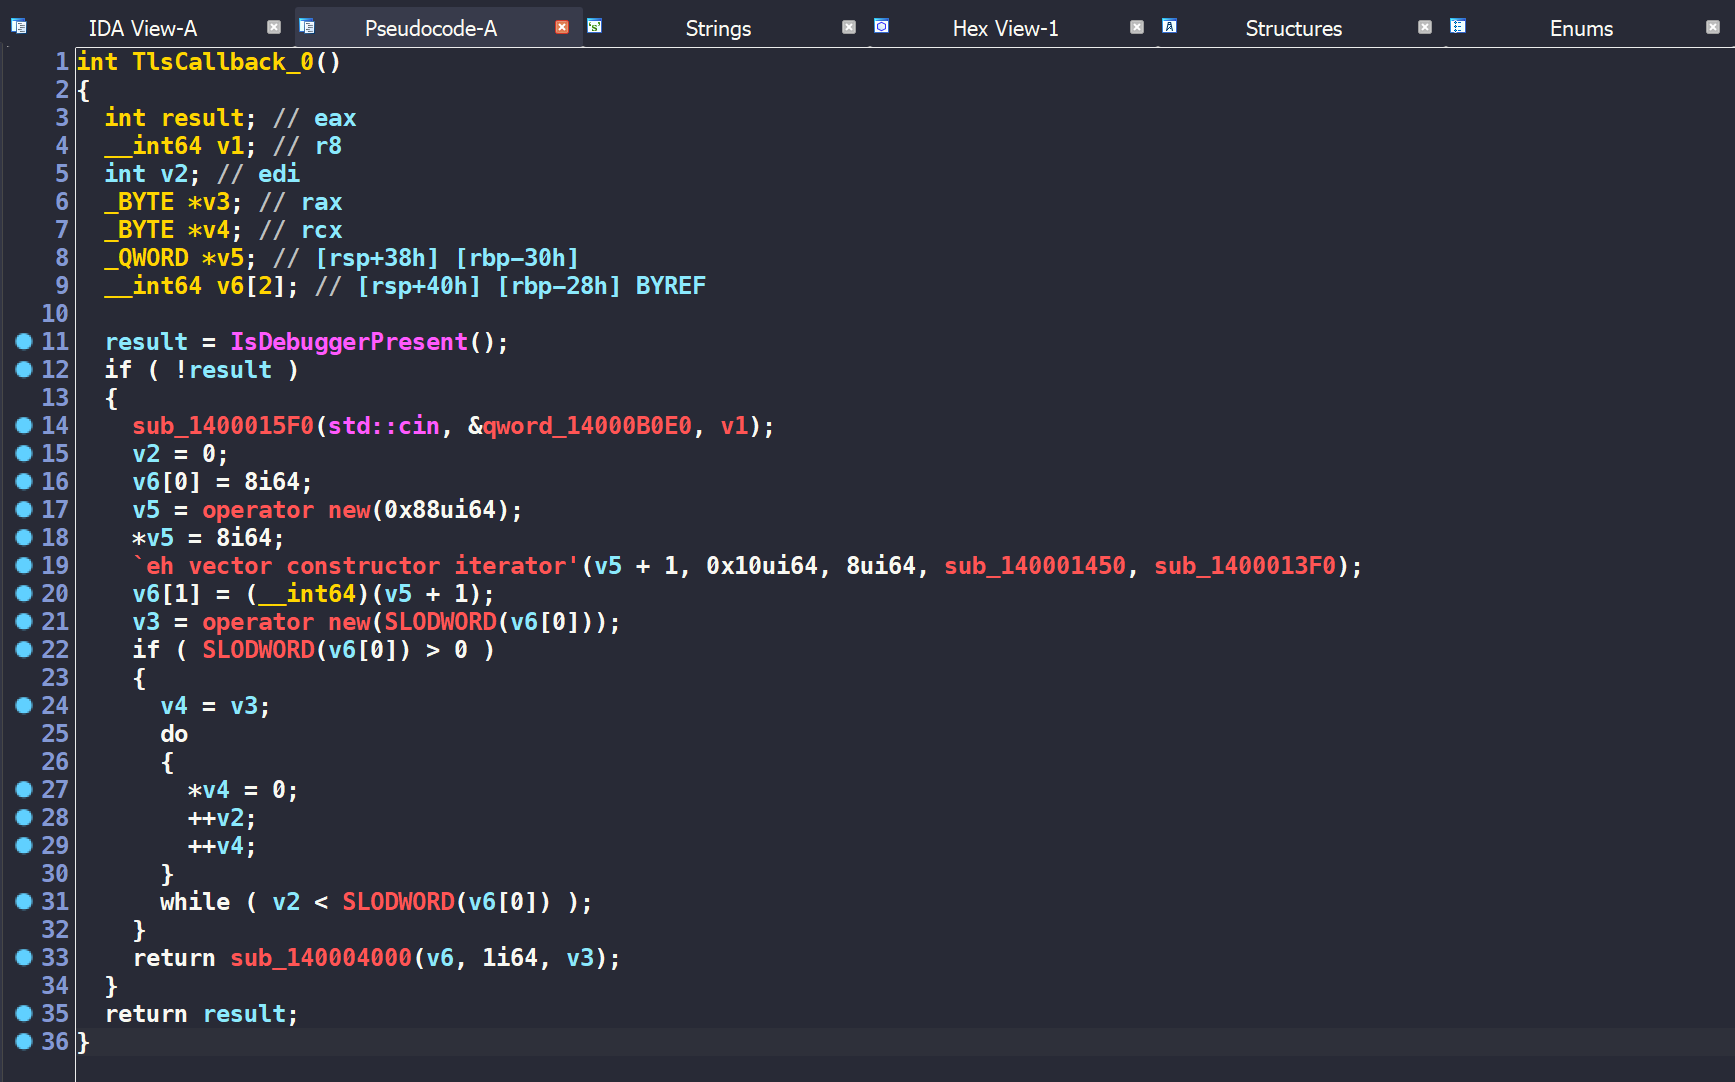 IDA View-A Pseudocode-A Strings Hex View-1 Structures Enums
1 int TlsCallback_0()
2 {
3   int result; // eax
4   __int64 v1; // r8
5   int v2; // edi
6   _BYTE *v3; // rax
7   _BYTE *v4; // rcx
8   _QWORD *v5; // [rsp+38h] [rbp-30h]
9   __int64 v6[2]; // [rsp+40h] [rbp-28h] BYREF
10
11   result = IsDebuggerPresent();
12   if ( !result )
13   {
14     sub_1400015F0(std::cin, &qword_14000B0E0, v1);
15     v2 = 0;
16     v6[0] = 8i64;
17     v5 = operator new(0x88ui64);
18     *v5 = 8i64;
19     `eh vector constructor iterator'(v5 + 1, 0x10ui64, 8ui64, sub_140001450, sub_1400013F0);
20     v6[1] = (__int64)(v5 + 1);
21     v3 = operator new(SLODWORD(v6[0]));
22     if ( SLODWORD(v6[0]) > 0 )
23     {
24       v4 = v3;
25       do
26       {
27         *v4 = 0;
28         ++v2;
29         ++v4;
30       }
31       while ( v2 < SLODWORD(v6[0]) );
32     }
33     return sub_140004000(v6, 1i64, v3);
34   }
35   return result;
36 }